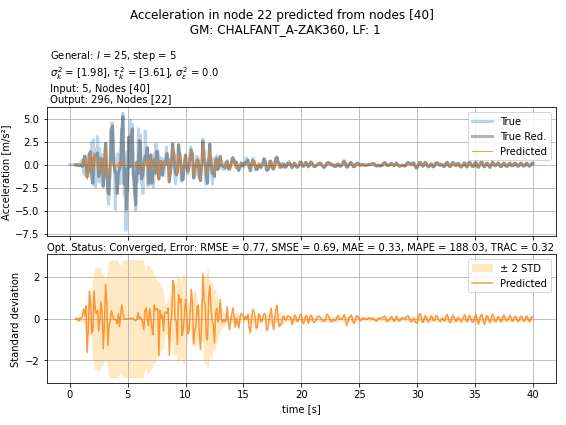 Acceleration in node 22 predicted from nodes [40]
GM: CHALFANT_A-ZAK360, LF: 1
General: l = 25, step = 5
σ²ₖ = [1.98], τ²ₖ = [3.61], σ²ε = 0.0
Input: 5, Nodes [40]
Output: 296, Nodes [22]
Acceleration [m/s²]
5.0
2.5
0.0
−2.5
−5.0
−7.5
True
True Red.
Predicted
Opt. Status: Converged, Error: RMSE = 0.77, SMSE = 0.69, MAE = 0.33, MAPE = 188.03, TRAC = 0.32
Standard deviation
2
0
−2
± 2 STD
Predicted
0 5 10 15 20 25 30 35 40
time [s]